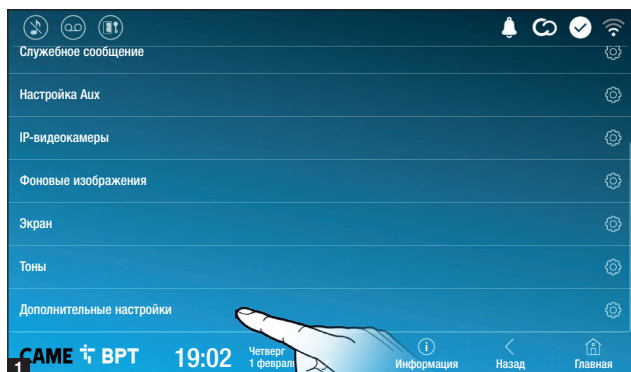 Служебное сообщение
Настройка Aux
IP-видеокамеры
Фоновые изображения
Экран
Тоны
Дополнительные настройки
1 CAME BPT 19:02 Четверг Информация Назад Главная
1